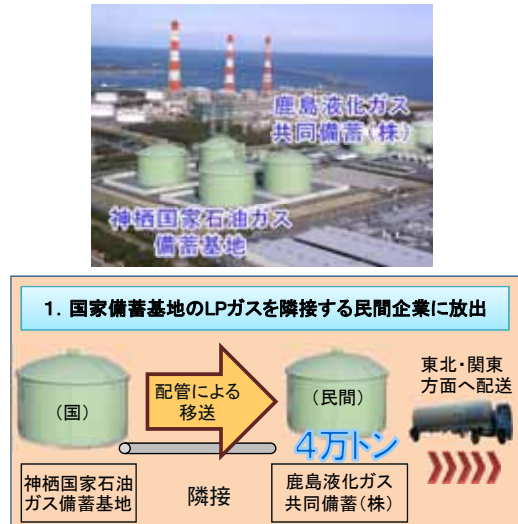 鹿島液化ガス
共同備蓄(株)
神栖国家石油ガス
備蓄基地
1. 国家備蓄基地のLPガスを隣接する民間企業に放出
(国)
配管による
移送
(民間)
4万トン
東北・関東
方面へ配送
神栖国家石油
ガス備蓄基地
隣接
鹿島液化ガス
共同備蓄(株)